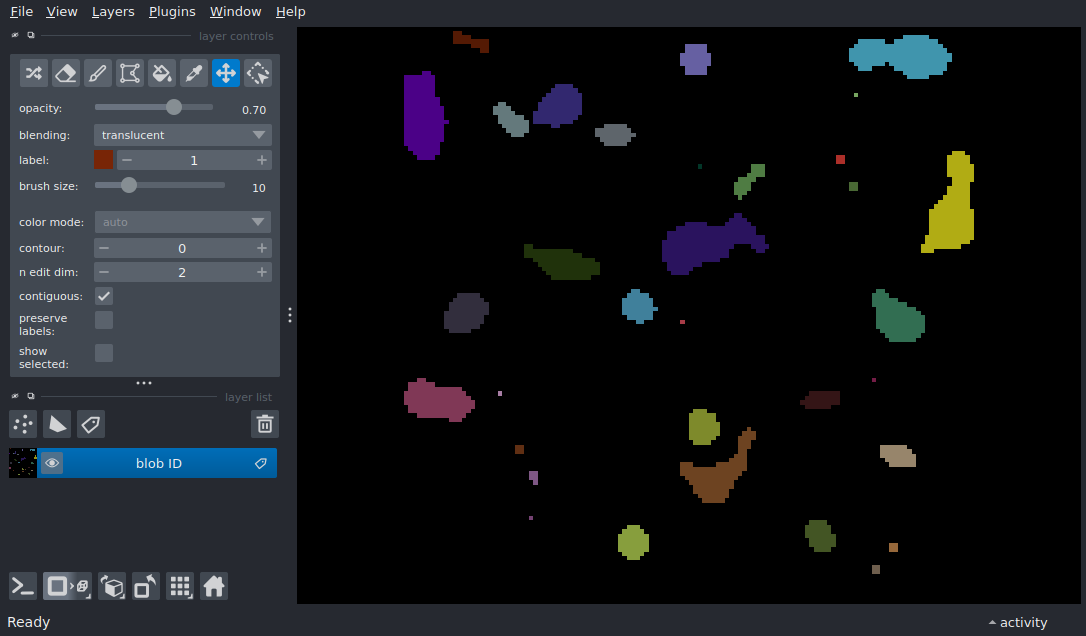 File View Layers Plugins Window Help
layer controls
opacity: 0.70
blending: translucent
label: 1
brush size: 10
color mode: auto
contour: 0
n edit dim: 2
contiguous:
preserve
labels:
show
selected:
layer list
blob ID
Ready activity